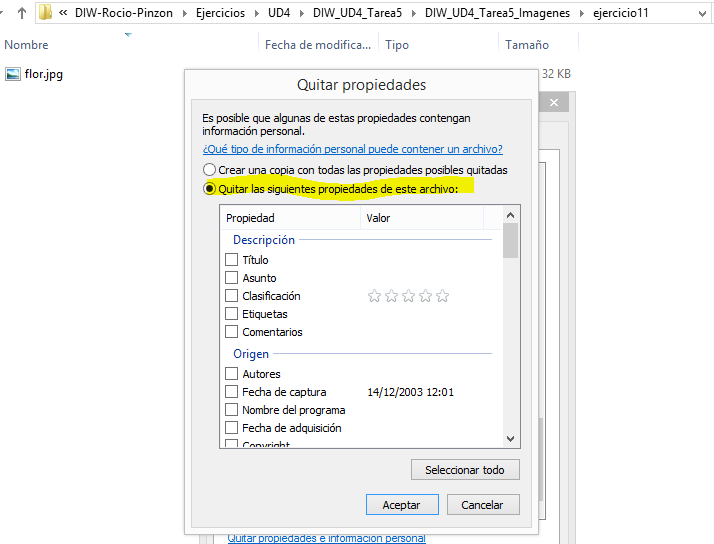 « DIW-Rocio-Pinzon › Ejercicios › UD4 › DIW_UD4_Tarea5 › DIW_UD4_Tarea5_Imagenes › ejercicio11
Nombre Fecha de modifica... Tipo Tamaño
flor.jpg 32 KB
Quitar propiedades
Es posible que algunas de estas propiedades contengan
información personal.
¿Qué tipo de información personal puede contener un archivo?
Crear una copia con todas las propiedades posibles quitadas
Quitar las siguientes propiedades de este archivo:
Propiedad Valor
Descripción
Título
Asunto
Clasificación
Etiquetas
Comentarios
Origen
Autores
Fecha de captura 14/12/2003 12:01
Nombre del programa
Fecha de adquisición
Copyright
Seleccionar todo
Aceptar Cancelar
Quitar propiedades e información personal